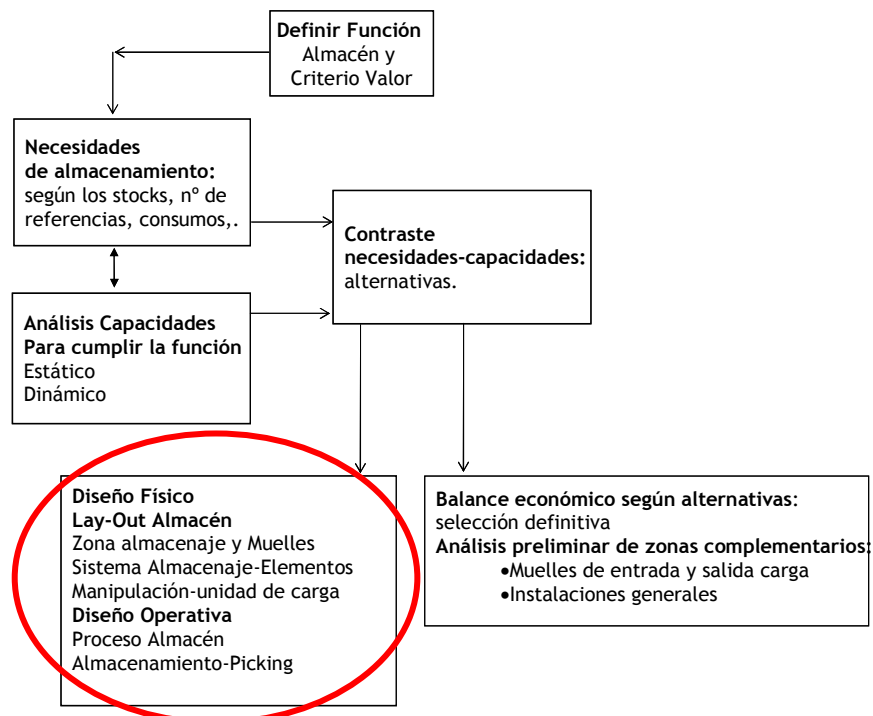 Definir Función
Almacén y
Criterio Valor
Necesidades
de almacenamiento:
según los stocks, nº de
referencias, consumos,.
Contraste
necesidades-capacidades:
alternativas.
Análisis Capacidades
Para cumplir la función
Estático
Dinámico
Diseño Físico
Lay-Out Almacén
Zona almacenaje y Muelles
Sistema Almacenaje-Elementos
Manipulación-unidad de carga
Diseño Operativa
Proceso Almacén
Almacenamiento-Picking
Balance económico según alternativas:
selección definitiva
Análisis preliminar de zonas complementarios:
•Muelles de entrada y salida carga
•Instalaciones generales